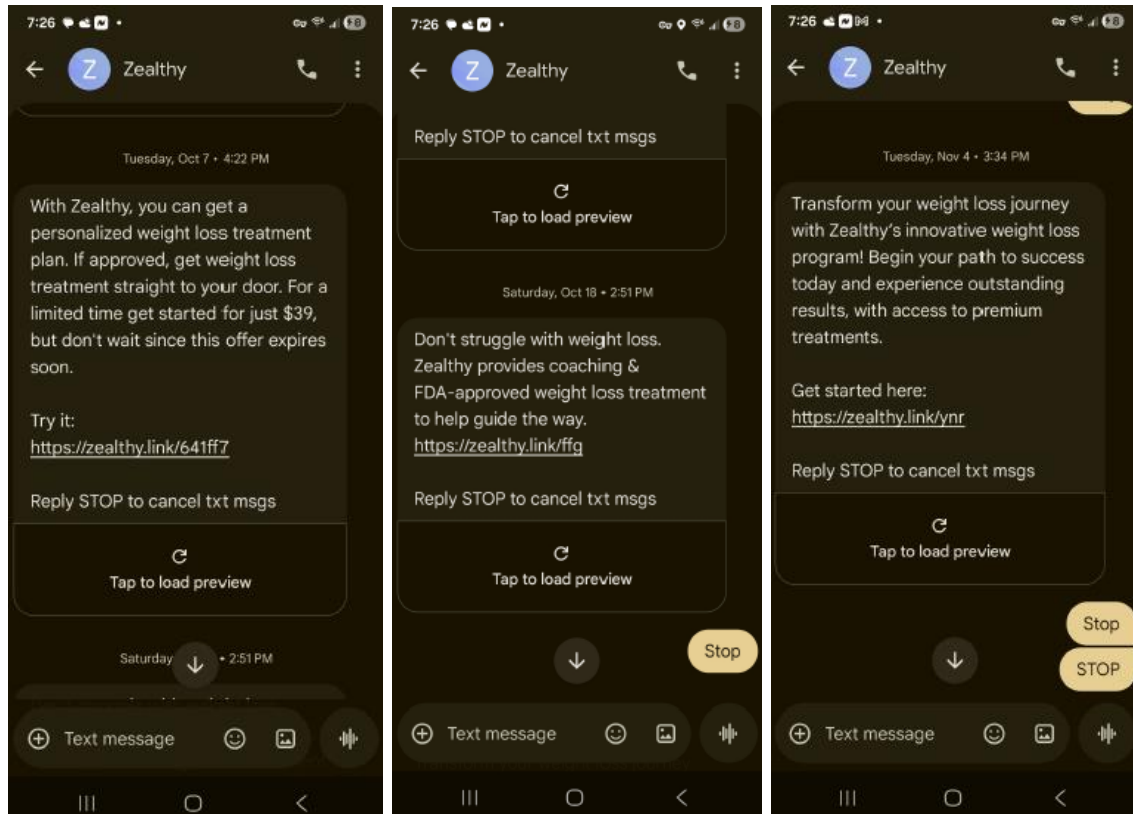 7:26
Z Zealthy
Tuesday, Oct 7 • 4:22 PM
With Zealthy, you can get a
personalized weight loss treatment
plan. If approved, get weight loss
treatment straight to your door. For a
limited time get started for just $39,
but don't wait since this offer expires
soon.
Try it:
https://zealthy.link/641ff7
Reply STOP to cancel txt msgs
Tap to load preview
Saturday • 2:51 PM
Text message
7:26
Z Zealthy
Reply STOP to cancel txt msgs
Tap to load preview
Saturday, Oct 18 • 2:51 PM
Don't struggle with weight loss.
Zealthy provides coaching &
FDA-approved weight loss treatment
to help guide the way.
https://zealthy.link/ffg
Reply STOP to cancel txt msgs
Tap to load preview
Stop
Text message
7:26
Z Zealthy
Tuesday, Nov 4 • 3:34 PM
Transform your weight loss journey
with Zealthy's innovative weight loss
program! Begin your path to success
today and experience outstanding
results, with access to premium
treatments.
Get started here:
https://zealthy.link/ynr
Reply STOP to cancel txt msgs
Tap to load preview
Stop
STOP
Text message